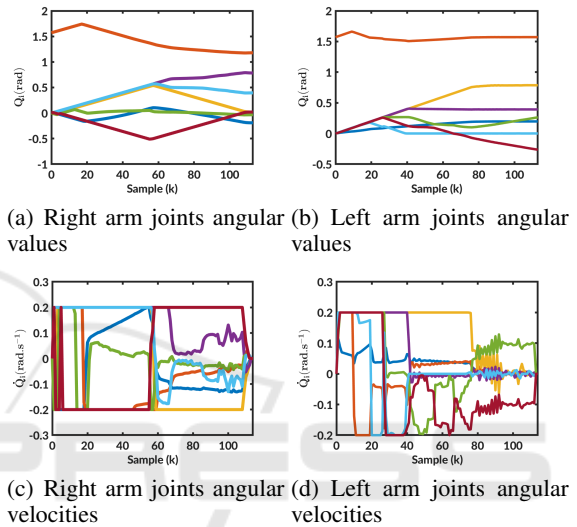 2
1.5
1
0.5
0
-0.5
-1
Qᵢ(rad)
0 20 40 60 80 100
Sample (k)
2
1.5
1
0.5
0
-0.5
Qᵢ(rad)
0 20 40 60 80 100
Sample (k)
(a) Right arm joints angular values
(b) Left arm joints angular values
0.3
0.2
0.1
0
-0.1
-0.2
-0.3
Q̇ᵢ(rad.s⁻¹)
0 20 40 60 80 100
Sample (k)
0.3
0.2
0.1
0
-0.1
-0.2
Q̇ᵢ(rad.s⁻¹)
0 20 40 60 80 100
Sample (k)
(c) Right arm joints angular velocities
(d) Left arm joints angular velocities